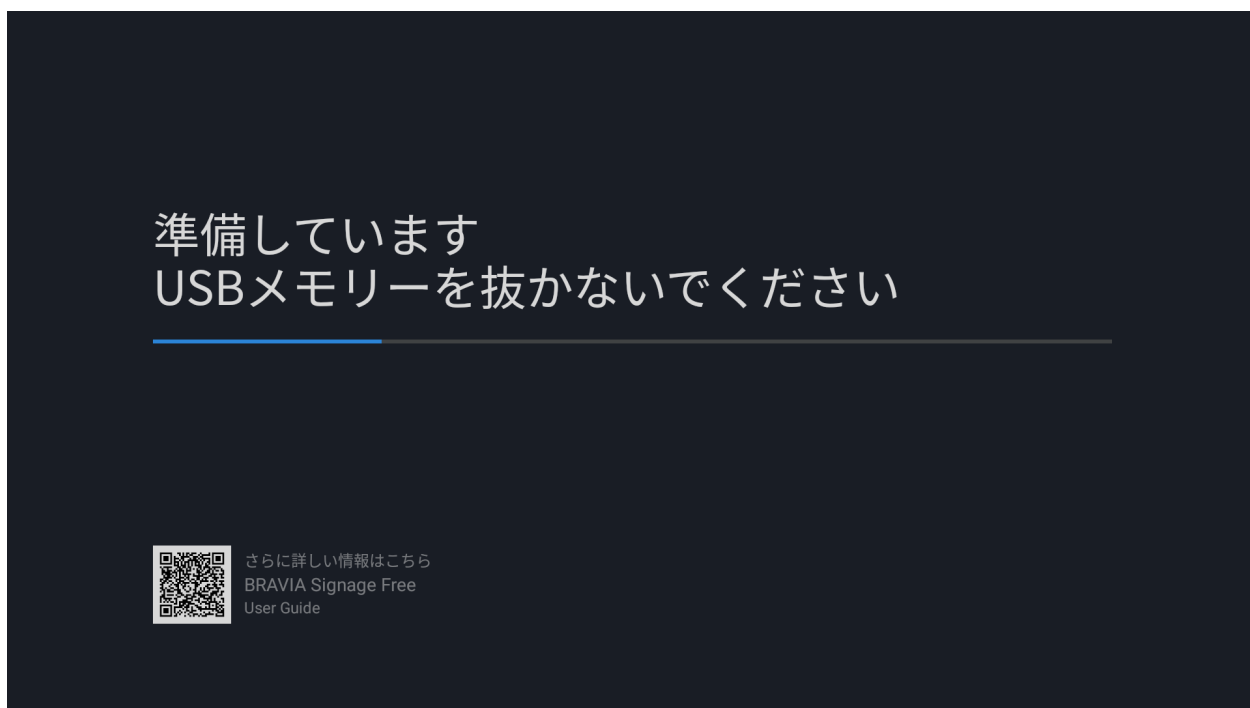 準備しています
USBメモリーを抜かないでください
さらに詳しい情報はこちら
BRAVIA Signage Free
User Guide